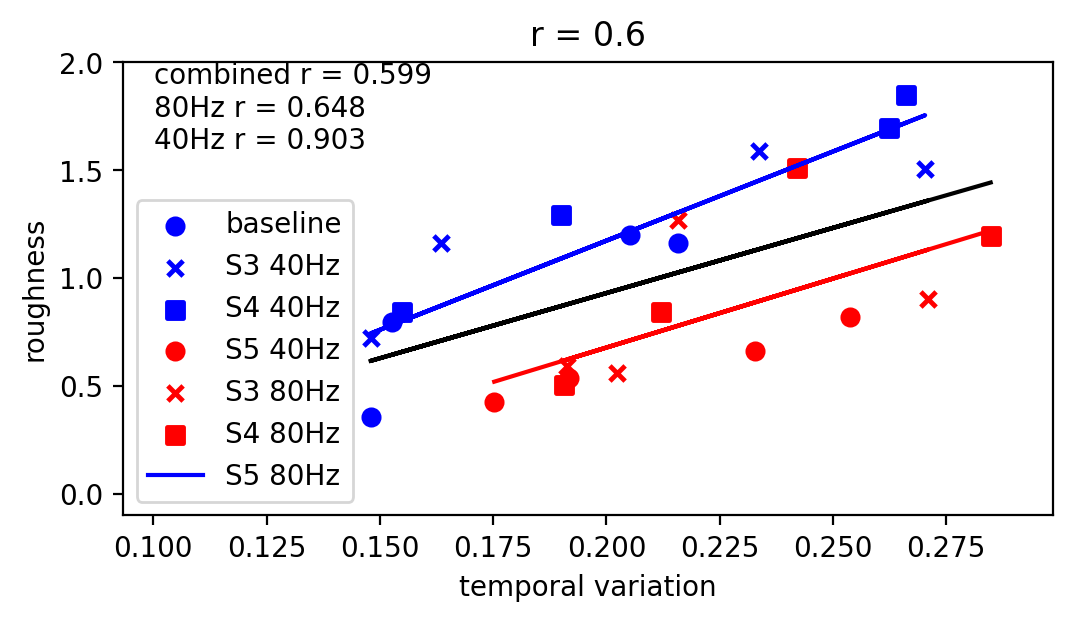 r = 0.6
combined r = 0.599
80Hz r = 0.648
40Hz r = 0.903
baseline
S3 40Hz
S4 40Hz
S5 40Hz
S3 80Hz
S4 80Hz
S5 80Hz
roughness
2.0
1.5
1.0
0.5
0.0
0.100 0.125 0.150 0.175 0.200 0.225 0.250 0.275
temporal variation